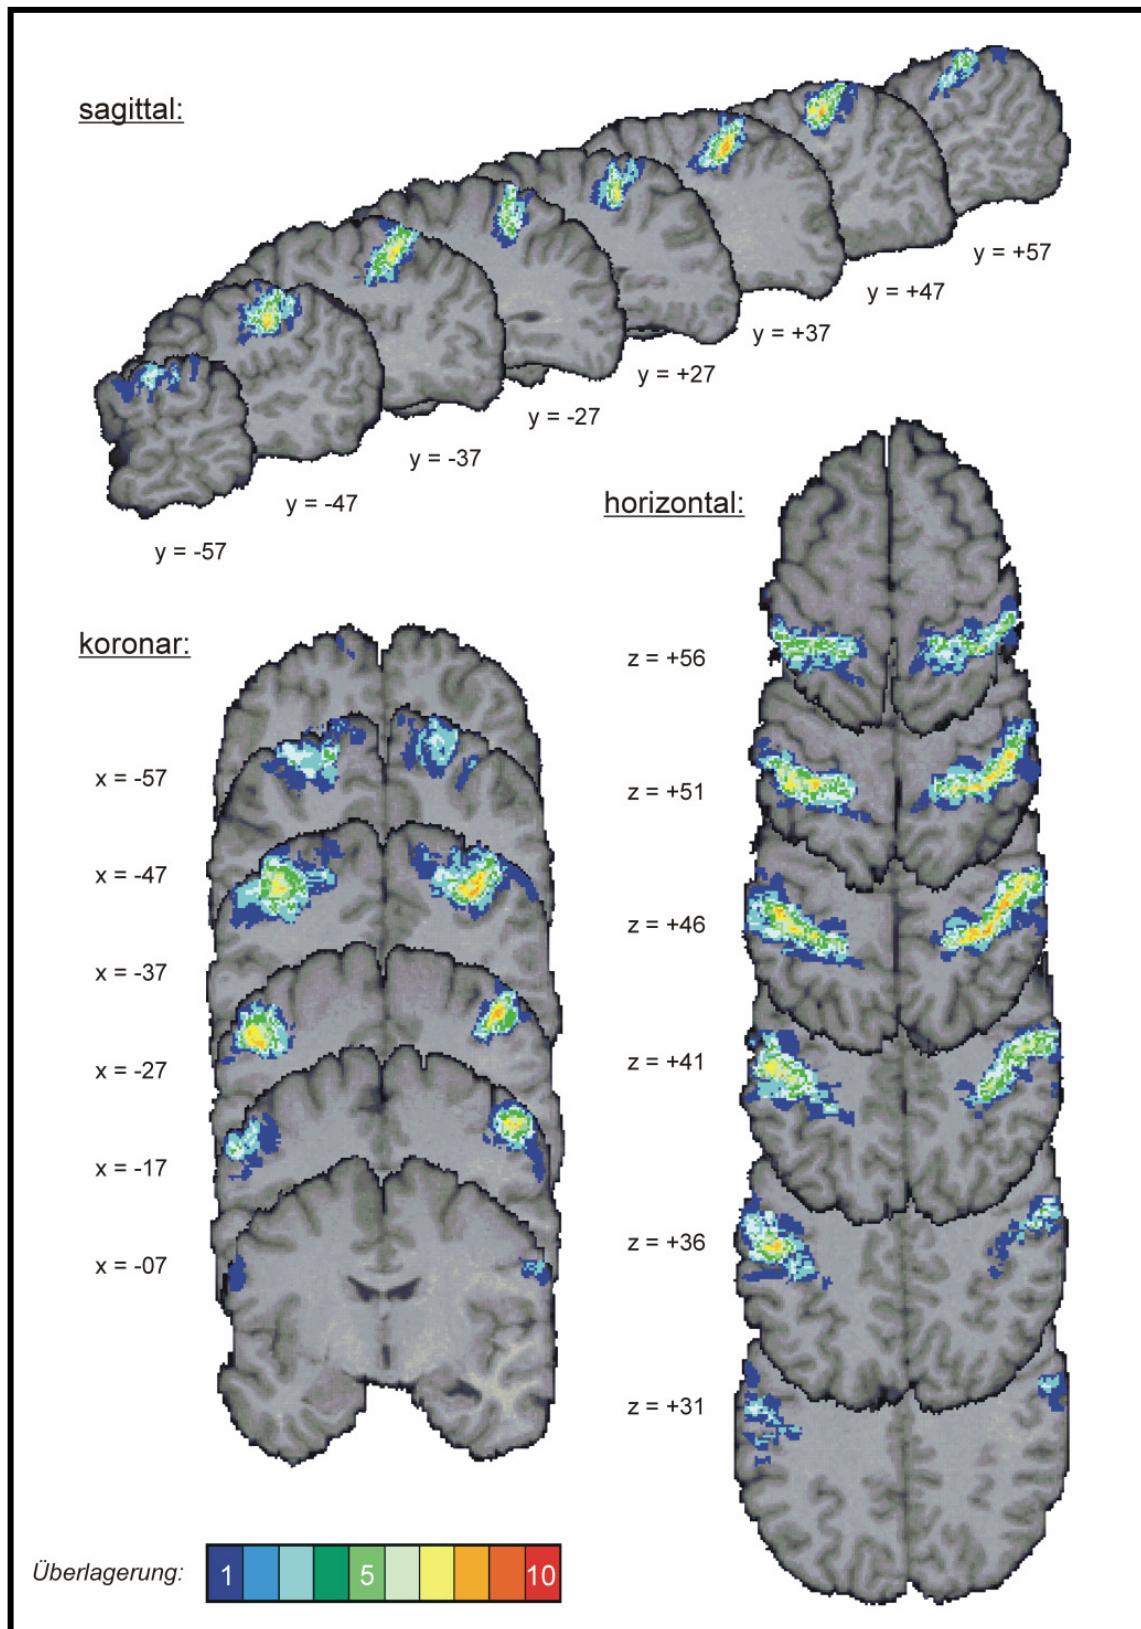 sagittal:
y = +57
y = +47
y = +37
y = +27
y = -27
y = -37
y = -47
y = -57
horizontal:
z = +56
z = +51
z = +46
z = +41
z = +36
z = +31
koronar:
x = -57
x = -47
x = -37
x = -27
x = -17
x = -07
Überlagerung: 1 5 10